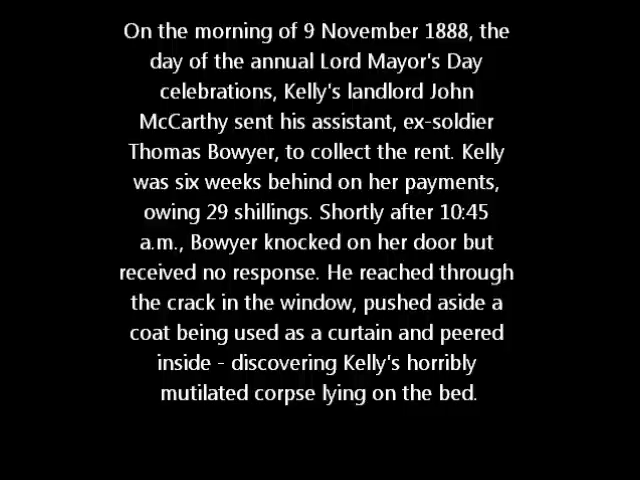 On the morning of 9 November 1888, the
day of the annual Lord Mayor's Day
celebrations, Kelly's landlord John
McCarthy sent his assistant, ex-soldier
Thomas Bowyer, to collect the rent. Kelly
was six weeks behind on her payments,
owing 29 shillings. Shortly after 10:45
a.m., Bowyer knocked on her door but
received no response. He reached through
the crack in the window, pushed aside a
coat being used as a curtain and peered
inside - discovering Kelly's horribly
mutilated corpse lying on the bed.